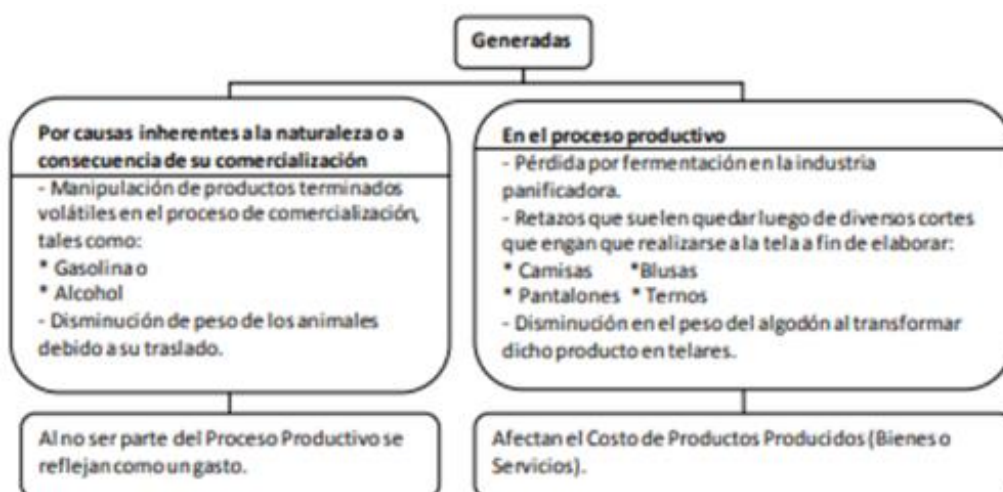 Generadas
Por causas inherentes a la naturaleza o a
consecuencia de su comercialización
- Manipulación de productos terminados
volátiles en el proceso de comercialización,
tales como:
* Gasolina o
* Alcohol
- Disminución de peso de los animales
debido a su traslado.
Al no ser parte del Proceso Productivo se
reflejan como un gasto.
En el proceso productivo
- Pérdida por fermentación en la industria
panificadora.
- Retazos que suelen quedar luego de diversos cortes
que engan que realizarse a la tela a fin de elaborar:
* Camisas *Blusas
* Pantalones * Ternos
- Disminución en el peso del algodón al transformar
dicho producto en telares.
Afectan el Costo de Productos Producidos (Bienes o
Servicios).